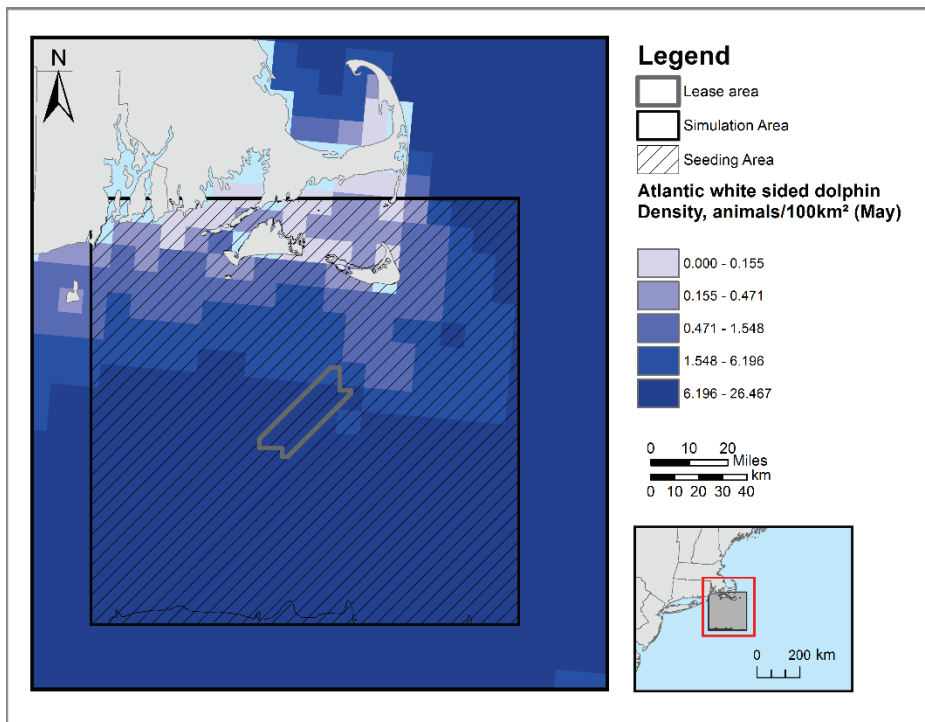 N
Legend
Lease area
Simulation Area
Seeding Area
Atlantic white sided dolphin
Density, animals/100km² (May)
0.000 - 0.155
0.155 - 0.471
0.471 - 1.548
1.548 - 6.196
6.196 - 26.467
0 10 20
Miles
km
0 10 20 30 40
0 200 km